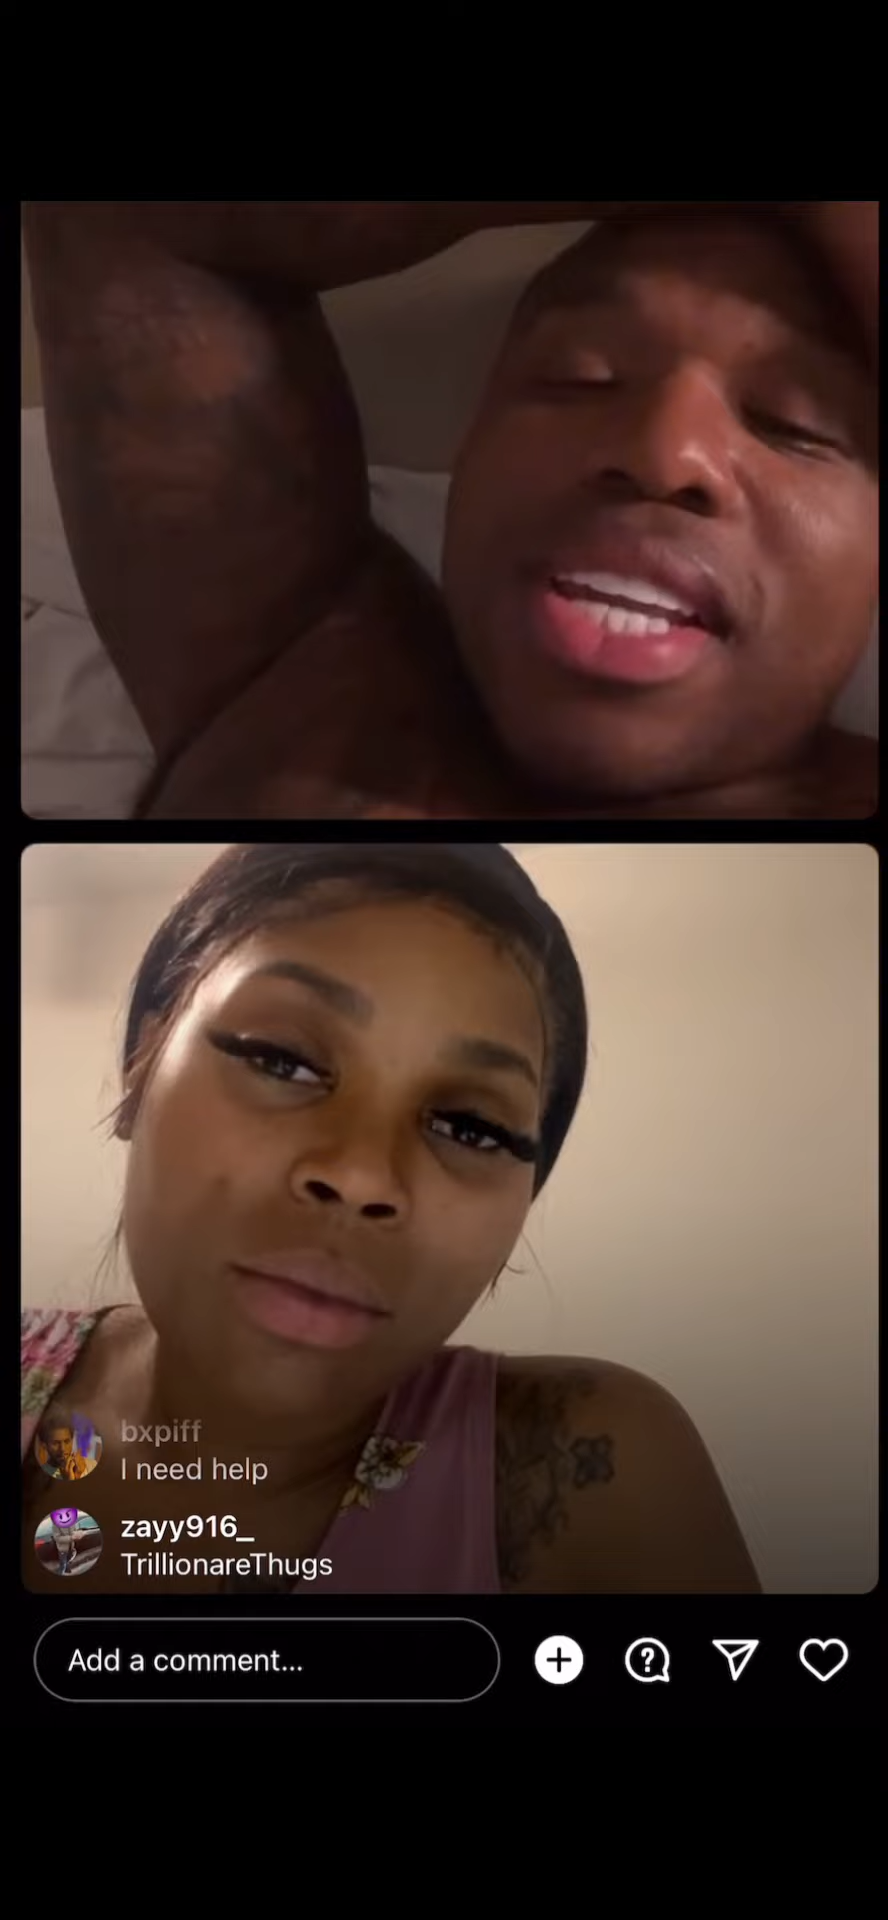 bxpiff
I need help
zayy916_
TrillionareThugs
Add a comment...